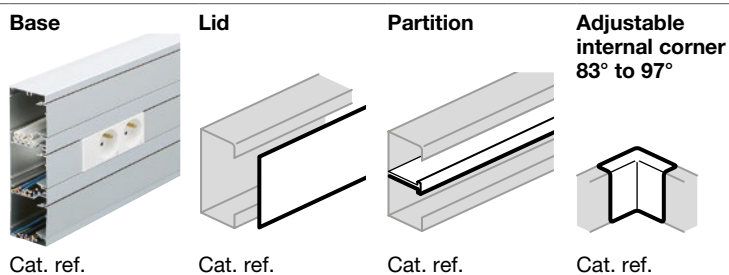 Base
Lid
Partition
Adjustable
internal corner
83° to 97°
Cat. ref.
Cat. ref.
Cat. ref.
Cat. ref.